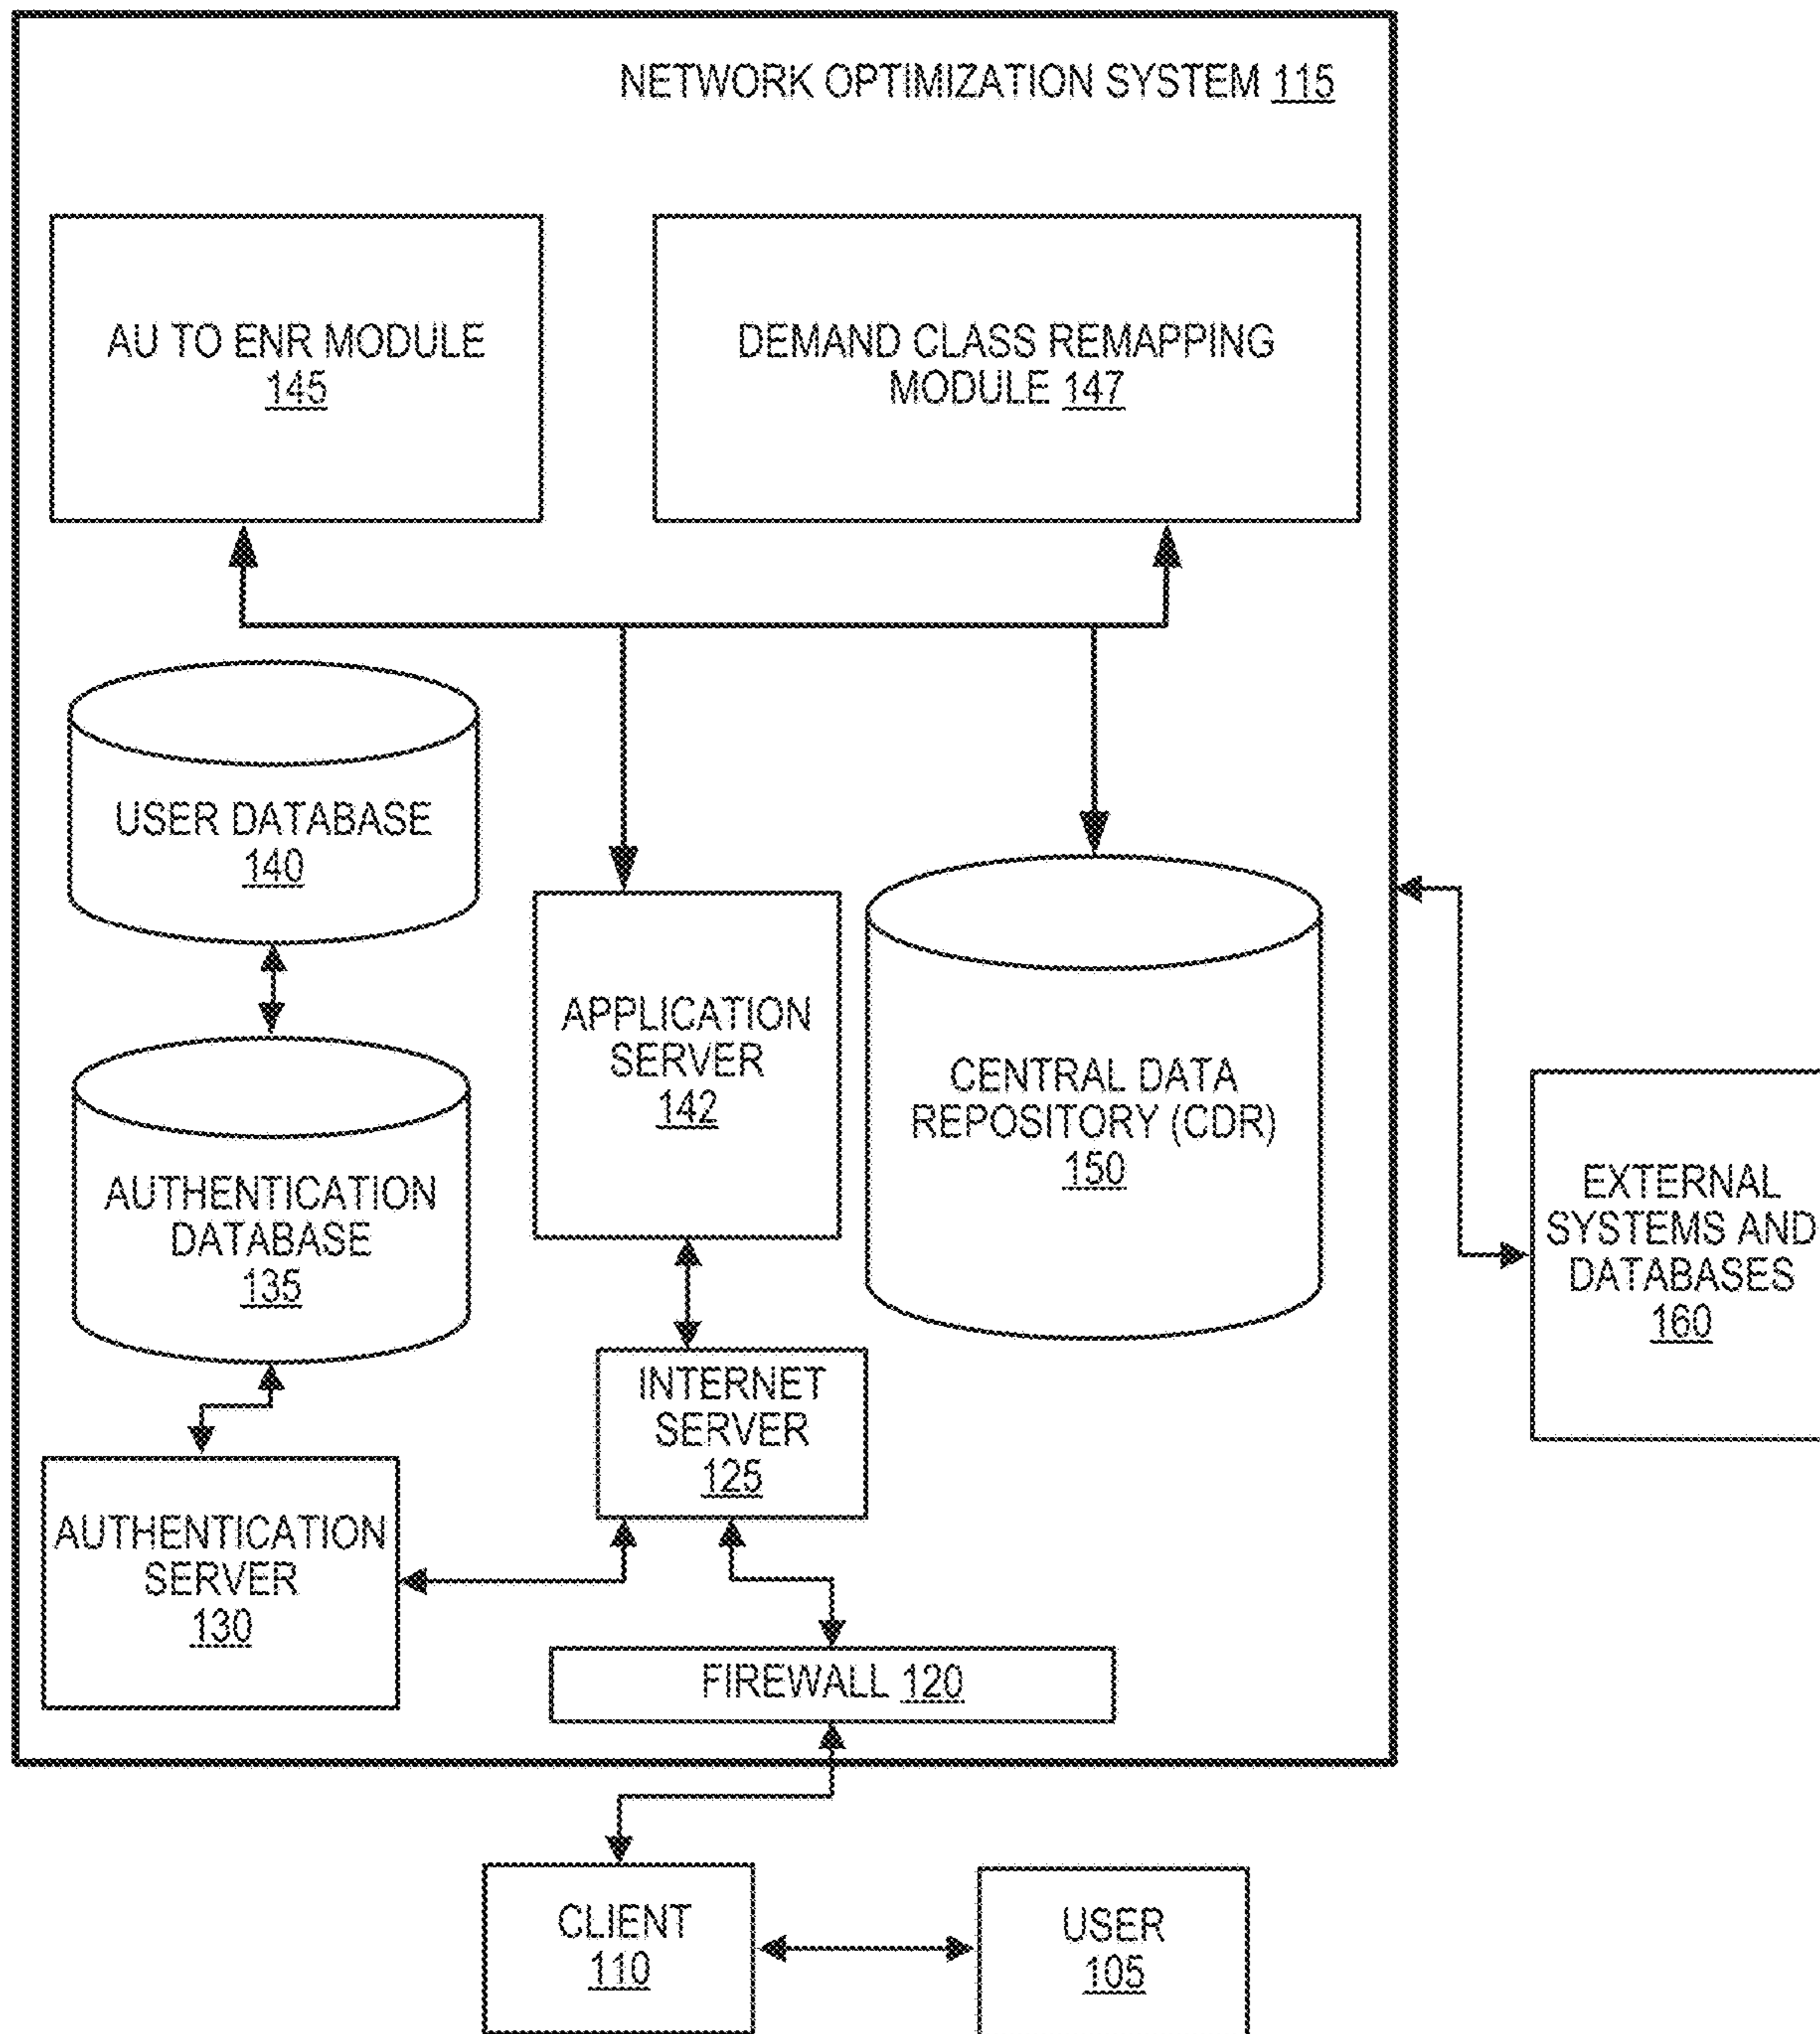 NETWORK OPTIMIZATION SYSTEM 115
AU TO ENR MODULE
145
DEMAND CLASS REMAPPING
MODULE 147
USER DATABASE
140
APPLICATION
SERVER
142
CENTRAL DATA
REPOSITORY (CDR)
150
AUTHENTICATION
DATABASE
135
EXTERNAL
SYSTEMS AND
DATABASES
160
INTERNET
SERVER
125
AUTHENTICATION
SERVER
130
FIREWALL 120
CLIENT
110
USER
105